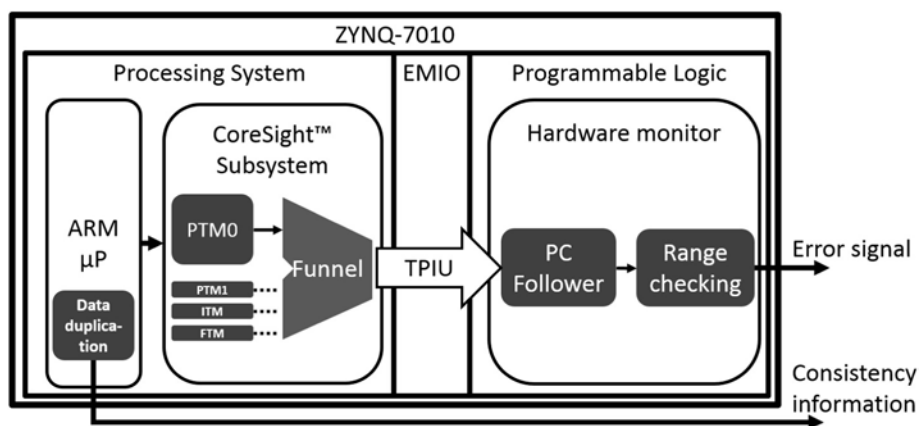 ZYNQ-7010
Processing System
EMIO
Programmable Logic
CoreSight™
Subsystem
Hardware monitor
ARM
μP
PTM0
Funnel
TPIU
PC
Follower
Range
checking
Error signal
PTM1
ITM
FTM
Data
duplica-
tion
Consistency
information